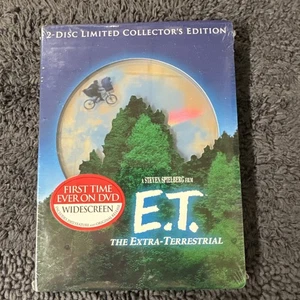 2-DISC LIMITED COLLECTOR'S EDITION
A STEVEN SPIELBERG FILM
E.T.
THE EXTRA-TERRESTRIAL
FIRST TIME
EVER ON DVD
WIDESCREEN